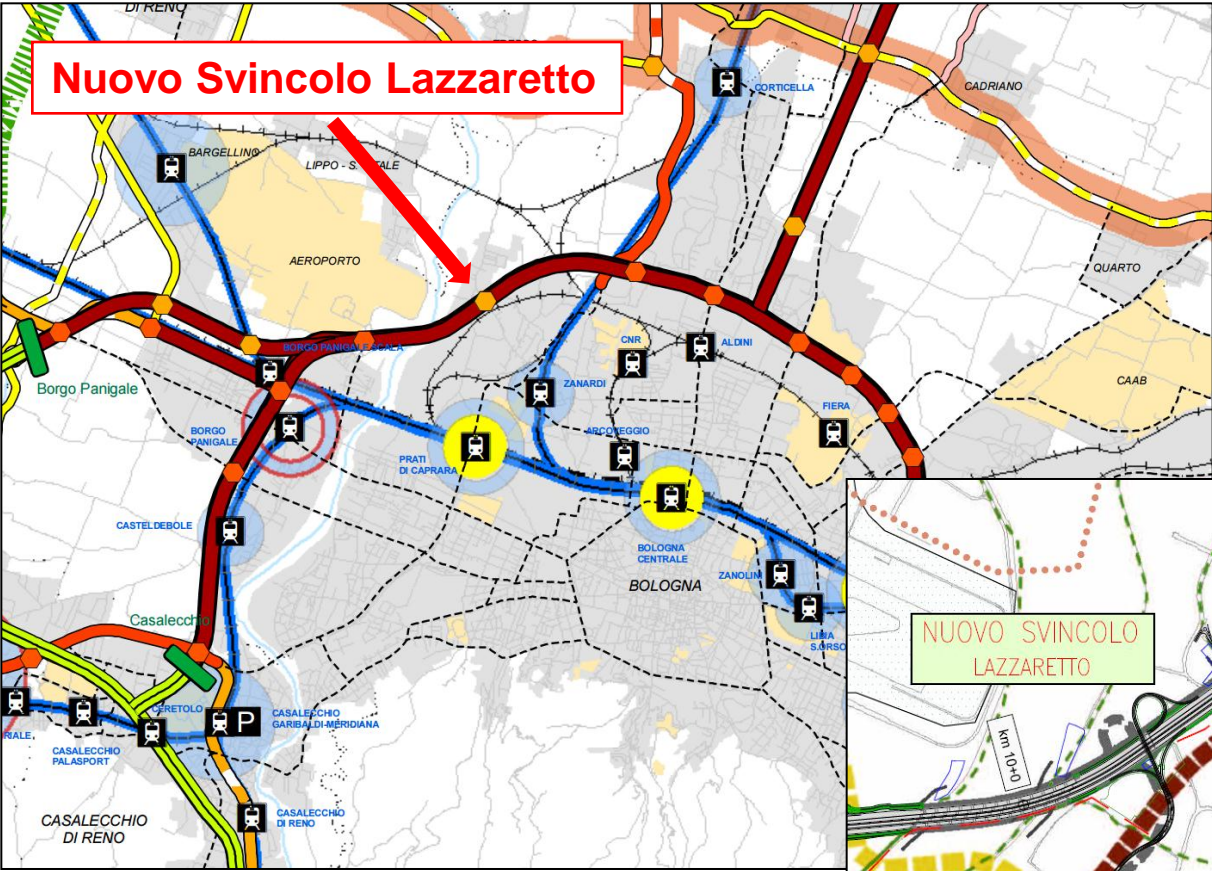 DI RENO
Nuovo Svincolo Lazzaretto
CORTICELLA
CADRIANO
BARGELLINO
AEROPORTO
QUARTO
BORGO PANIGALE SCALA
Borgo Panigale
CNR
ALDINI
ZANARDI
CAAB
FIERA
BORGO
PANIGALE
ARCOVEGGIO
PRATI
DI CAPRARA
CASTELDEBOLE
BOLOGNA
CENTRALE
ZANOLINI
BOLOGNA
Casalecchio
NUOVO SVINCOLO
LAZZARETTO
CERETOLO
P
CASALECCHIO
GARIBALDI-MERIDIANA
RIALE
CASALECCHIO
PALASPORT
km 10+0
CASALECCHIO
DI RENO
CASALECCHIO
DI RENO